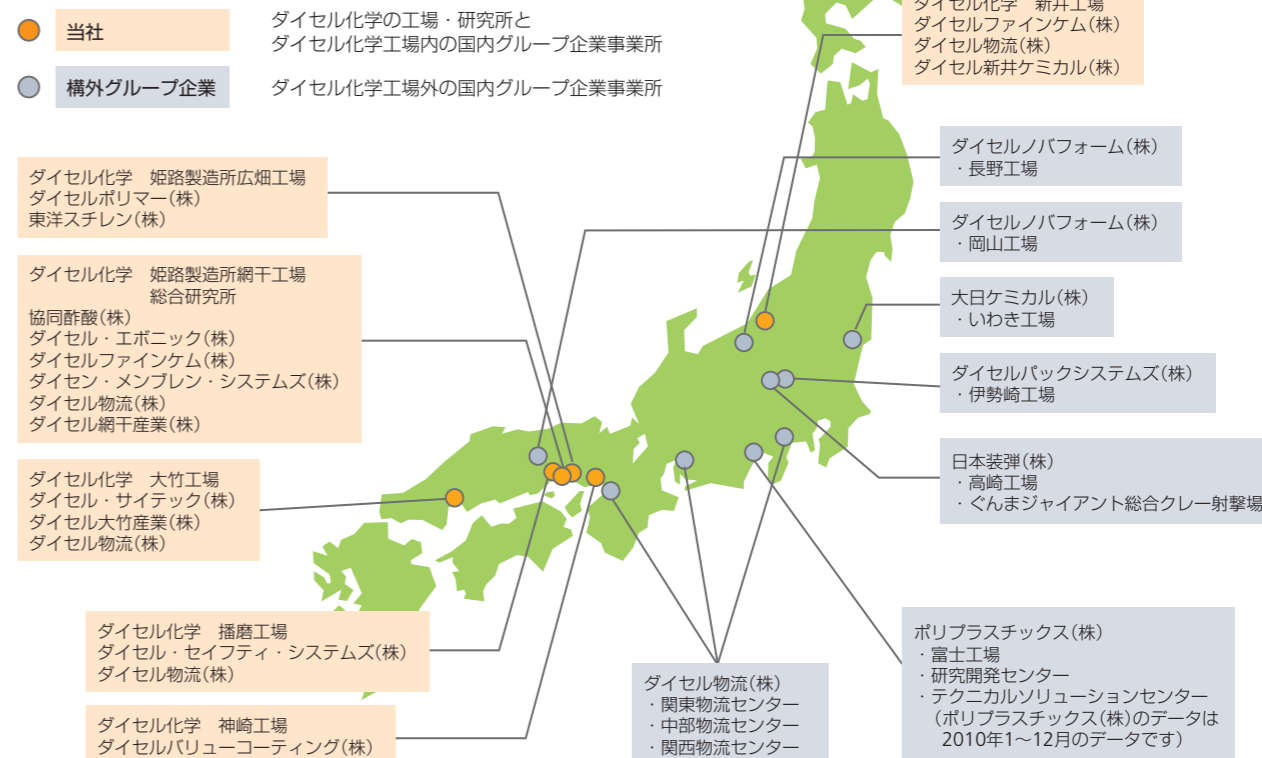 当社
ダイセル化学の工場・研究所と
ダイセル化学工場内の国内グループ企業事業所
構外グループ企業
ダイセル化学工場外の国内グループ企業事業所
ダイセル化学　新井工場
ダイセルファインケム(株)
ダイセル物流(株)
ダイセル新井ケミカル(株)
ダイセルノバフォーム(株)
・長野工場
ダイセルノバフォーム(株)
・岡山工場
大日ケミカル(株)
・いわき工場
ダイセルパックシステムズ(株)
・伊勢崎工場
日本装弾(株)
・高崎工場
・ぐんまジャイアント総合クレー射撃場
ダイセル化学　姫路製造所広畑工場
ダイセルポリマー(株)
東洋スチレン(株)
ダイセル化学　姫路製造所網干工場
総合研究所
協同酢酸(株)
ダイセル・エボニック(株)
ダイセルファインケム(株)
ダイセン・メンブレン・システムズ(株)
ダイセル物流(株)
ダイセル網干産業(株)
ダイセル化学　大竹工場
ダイセル・サイテック(株)
ダイセル大竹産業(株)
ダイセル物流(株)
ダイセル化学　播磨工場
ダイセル・セイフティ・システムズ(株)
ダイセル物流(株)
ダイセル化学　神崎工場
ダイセルバリューコーティング(株)
ダイセル物流(株)
・関東物流センター
・中部物流センター
・関西物流センター
ポリプラスチックス(株)
・富士工場
・研究開発センター
・テクニカルソリューションセンター
(ポリプラスチックス(株)のデータは
2010年1〜12月のデータです)